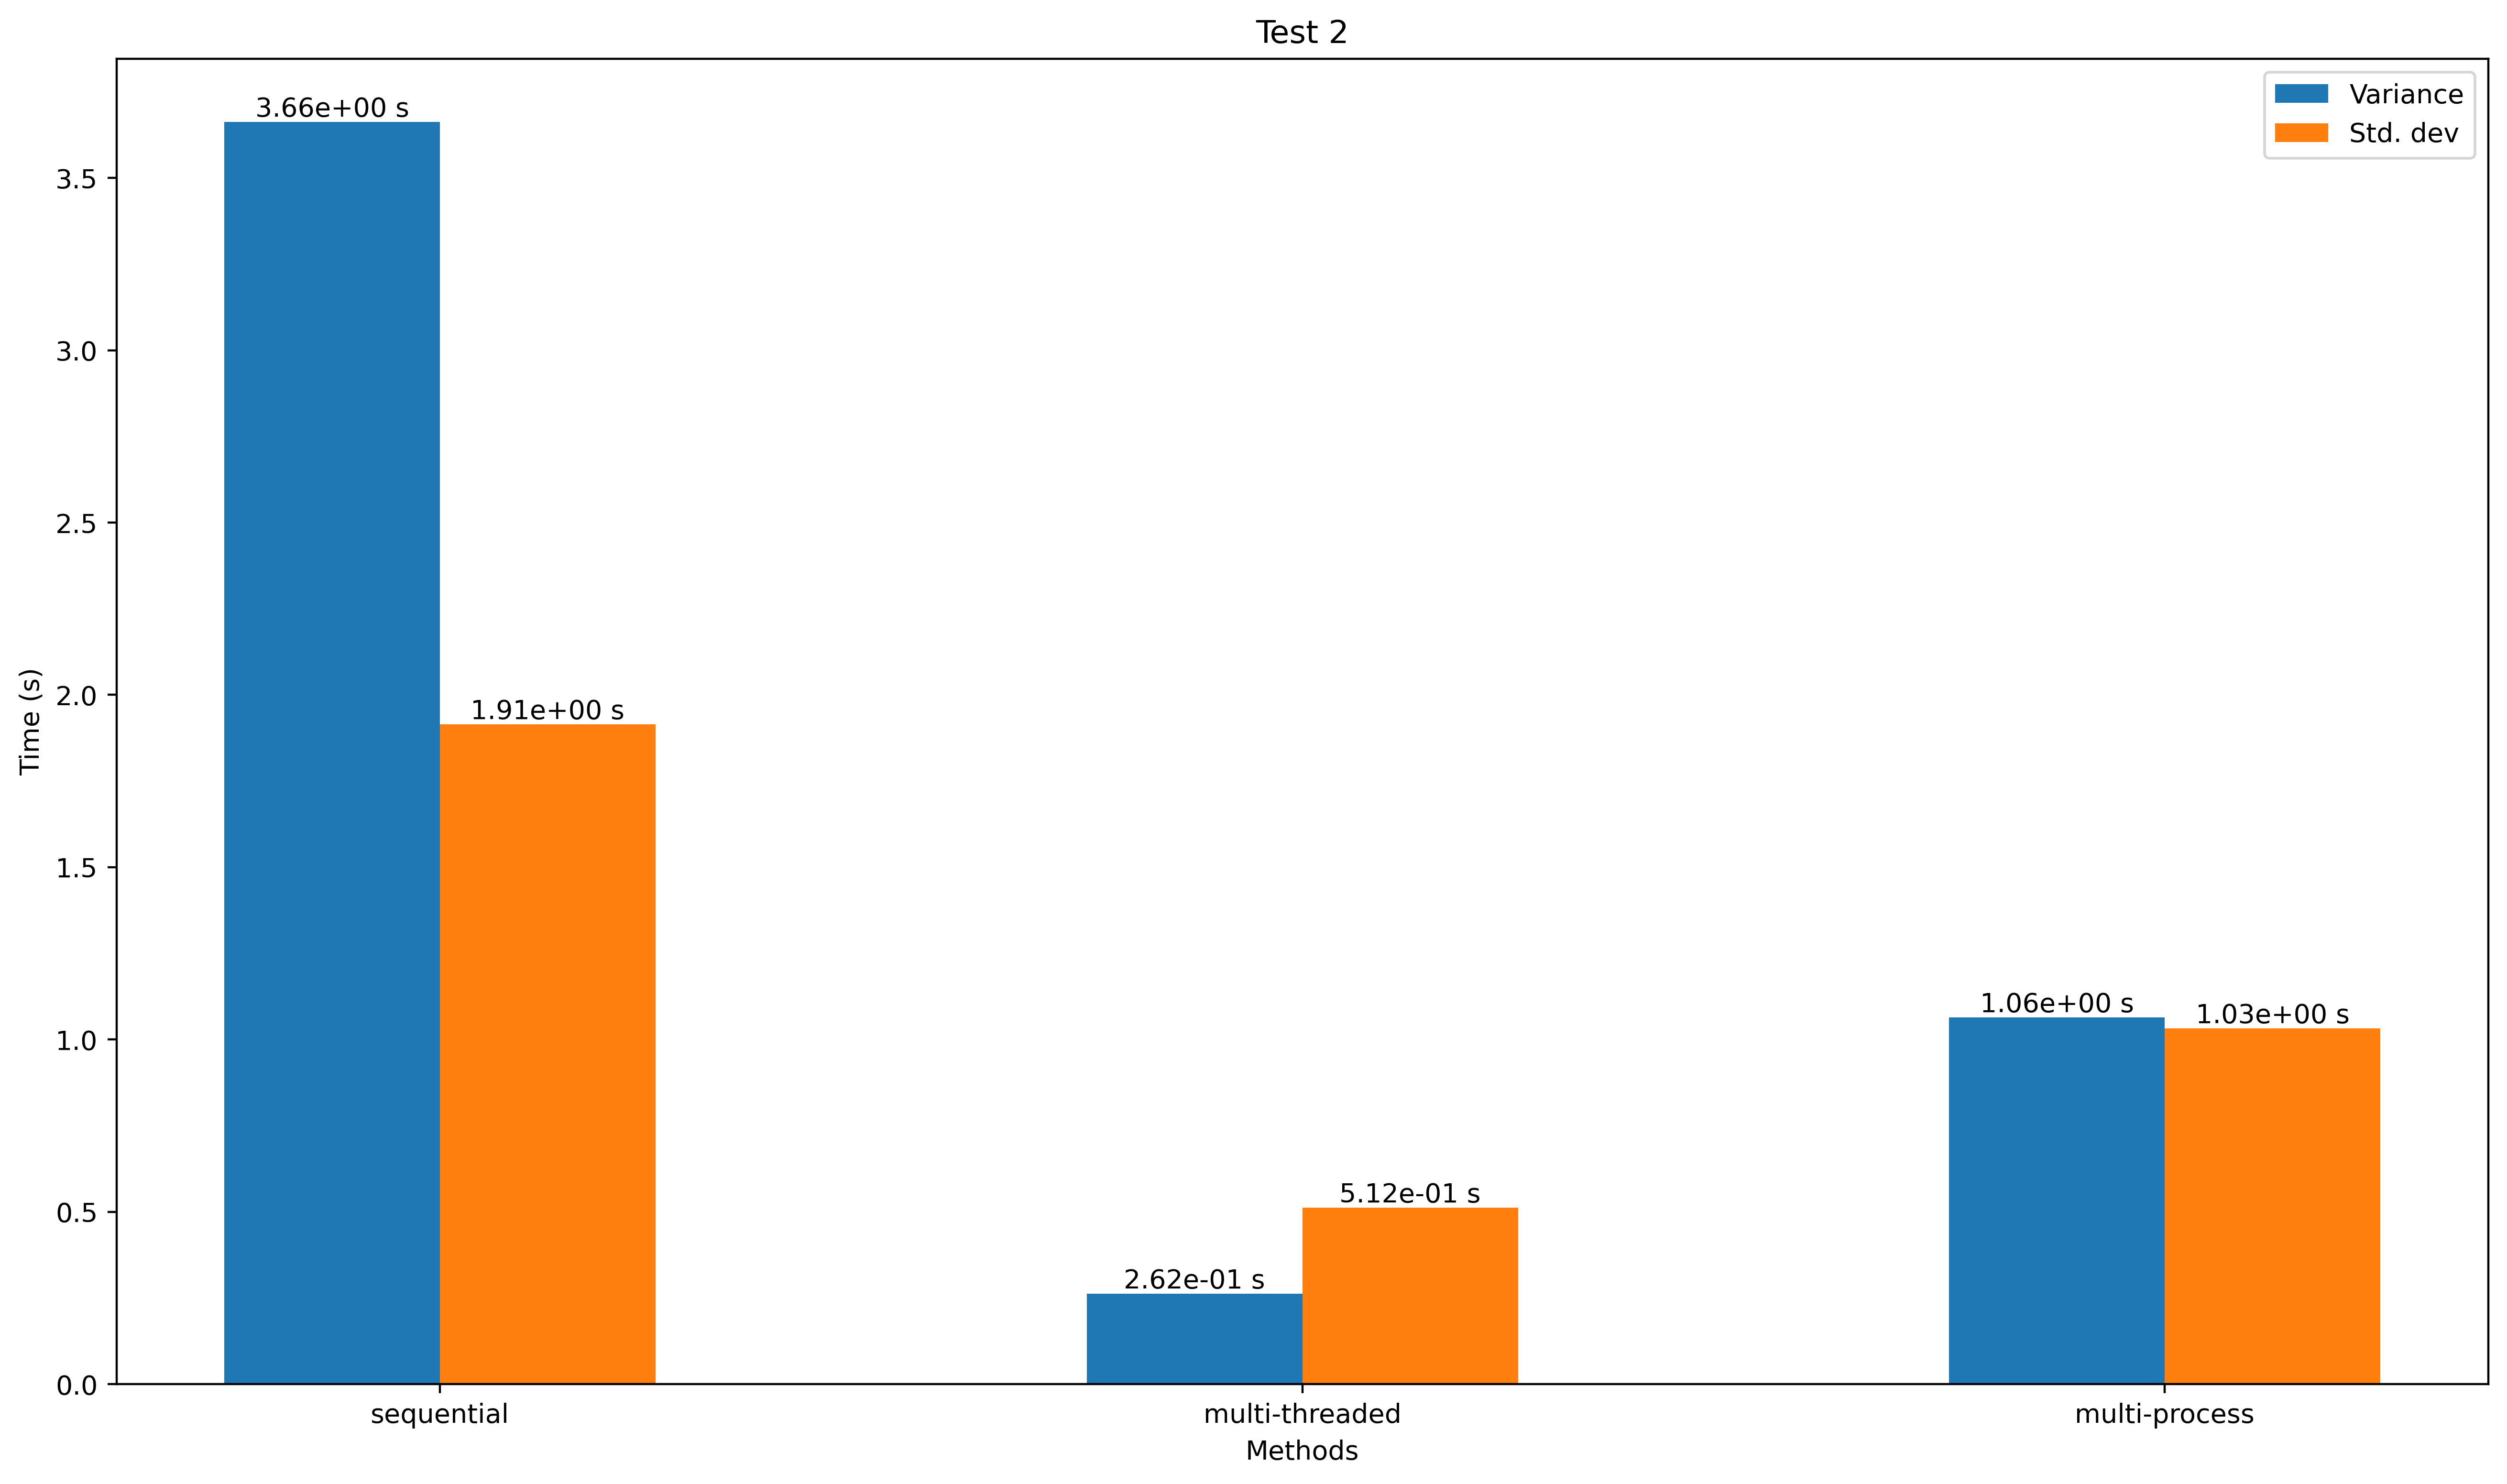 Test 2
Variance
Std. dev
3.66e+00 s
1.91e+00 s
2.62e-01 s
5.12e-01 s
1.06e+00 s
1.03e+00 s
Time (s)
3.5
3.0
2.5
2.0
1.5
1.0
0.5
0.0
sequential
multi-threaded
multi-process
Methods